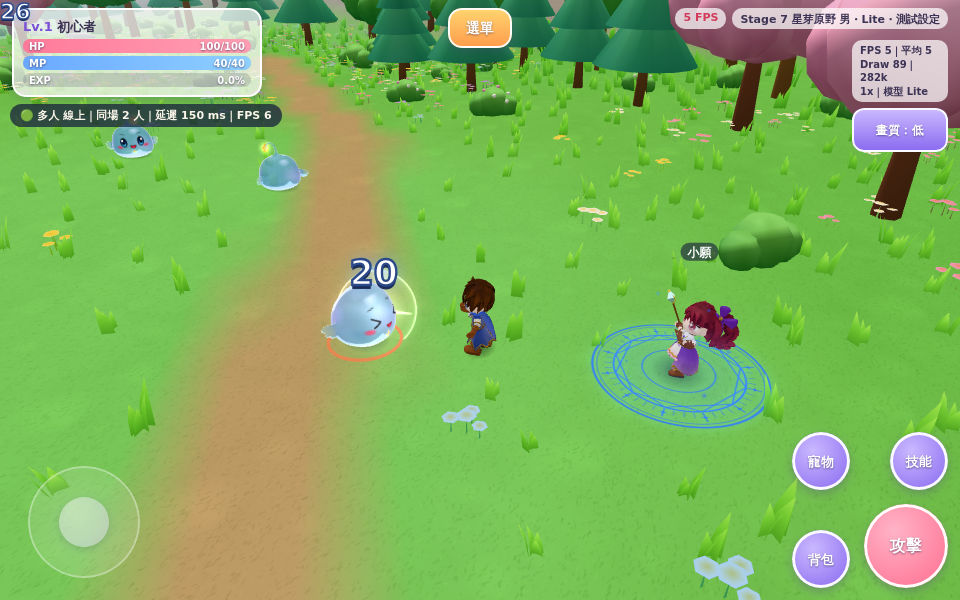 26
Lv.1 初心者
HP 100/100
MP 40/40
EXP 0.0%
🟢 多人 線上｜同場 2 人｜延遲 150 ms｜FPS 6
選單
5 FPS
Stage 7 星芽原野 男・Lite・測試設定
FPS 5｜平均 5
Draw 89｜
282k
1x｜模型 Lite
畫質：低
20
小願
寵物
技能
背包
攻擊